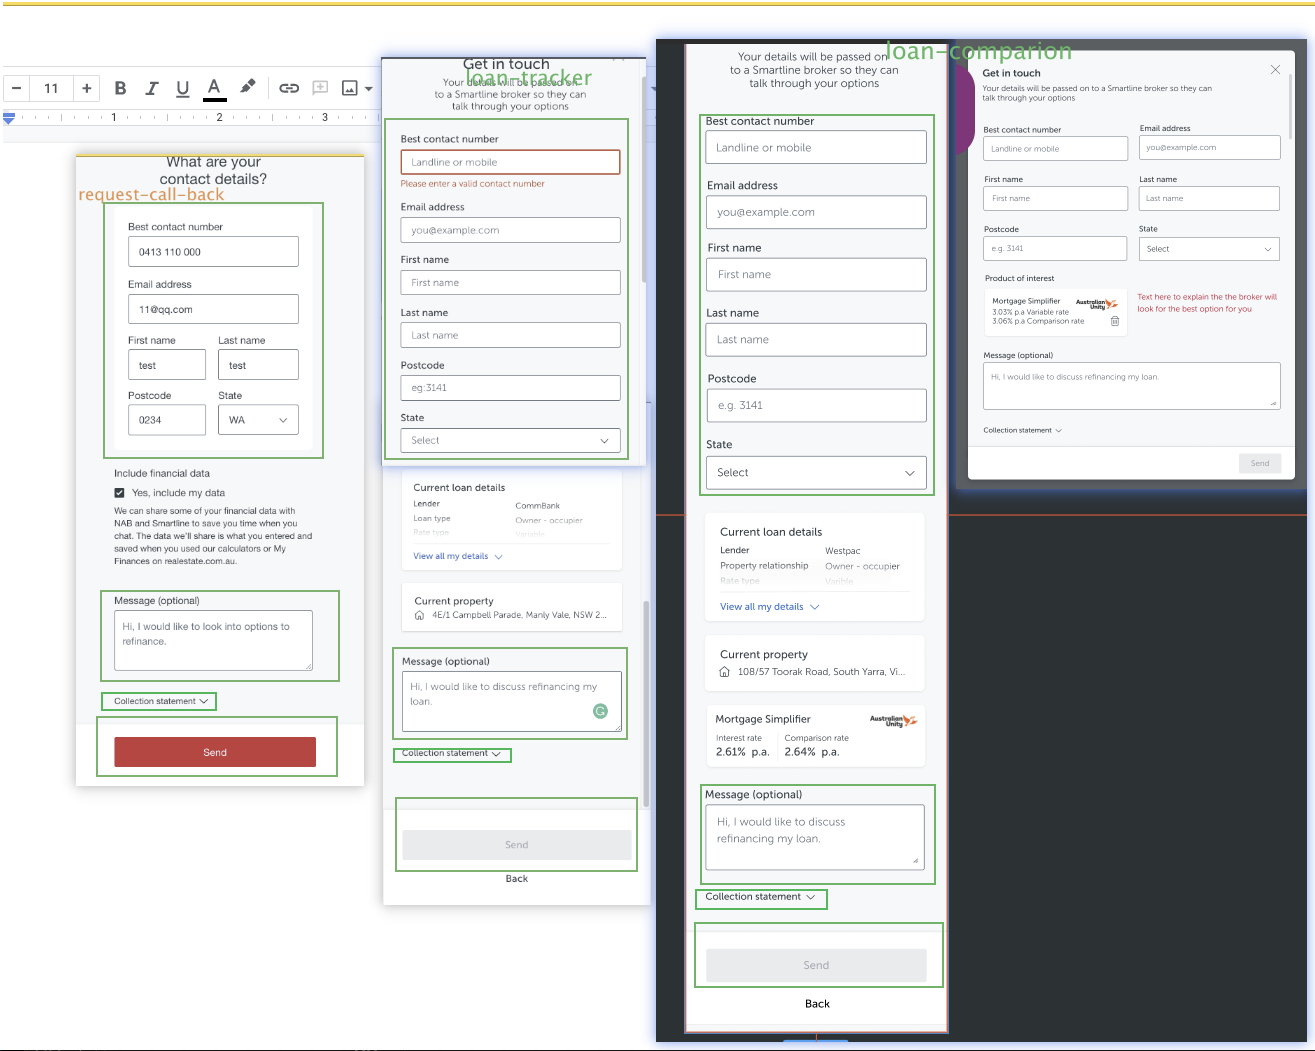 11
B I U A
1 2 3
What are your
contact details?
request-call-back
Best contact number
0413 110 000
Email address
11@qq.com
First name Last name
test test
Postcode State
0234 WA
Include financial data
Yes, include my data
We can share some of your financial data with
NAB and Smartline to save you time when you
chat. The data we'll share is what you entered and
saved when you used our calculators or My
Finances on realestate.com.au.
Message (optional)
Hi, I would like to look into options to
refinance.
Collection statement
Send
Get in touch
loan-tracker
Your details will be passed on
to a Smartline broker so they can
talk through your options
Best contact number
Landline or mobile
Please enter a valid contact number
Email address
you@example.com
First name
First name
Last name
Last name
Postcode
eg:3141
State
Select
Current loan details
Lender CommBank
Loan type Owner - occupier
Rate type Variable
View all my details
Current property
4E/1 Campbell Parade, Manly Vale, NSW 2...
Message (optional)
Hi, I would like to discuss refinancing my
loan.
Collection statement
Send
Back
loan-comparion
Your details will be passed on
to a Smartline broker so they can
talk through your options
Best contact number
Landline or mobile
Email address
you@example.com
First name
First name
Last name
Last name
Postcode
e.g. 3141
State
Select
Current loan details
Lender Westpac
Property relationship Owner - occupier
Rate type Varible
View all my details
Current property
108/57 Toorak Road, South Yarra, Vi...
Mortgage Simplifier Australian Unity
Interest rate Comparison rate
2.61% p.a. 2.64% p.a.
Message (optional)
Hi, I would like to discuss
refinancing my loan.
Collection statement
Send
Back
Get in touch
Your details will be passed on to a Smartline broker so they can
talk through your options
Best contact number Email address
Landline or mobile you@example.com
First name Last name
First name Last name
Postcode State
e.g. 3141 Select
Product of interest
Mortgage Simplifier Australian Unity
3.03% p.a Variable rate
3.06% p.a Comparison rate
Text here to explain the the broker will
look for the best option for you
Message (optional)
Hi, I would like to discuss refinancing my loan.
Collection statement
Send